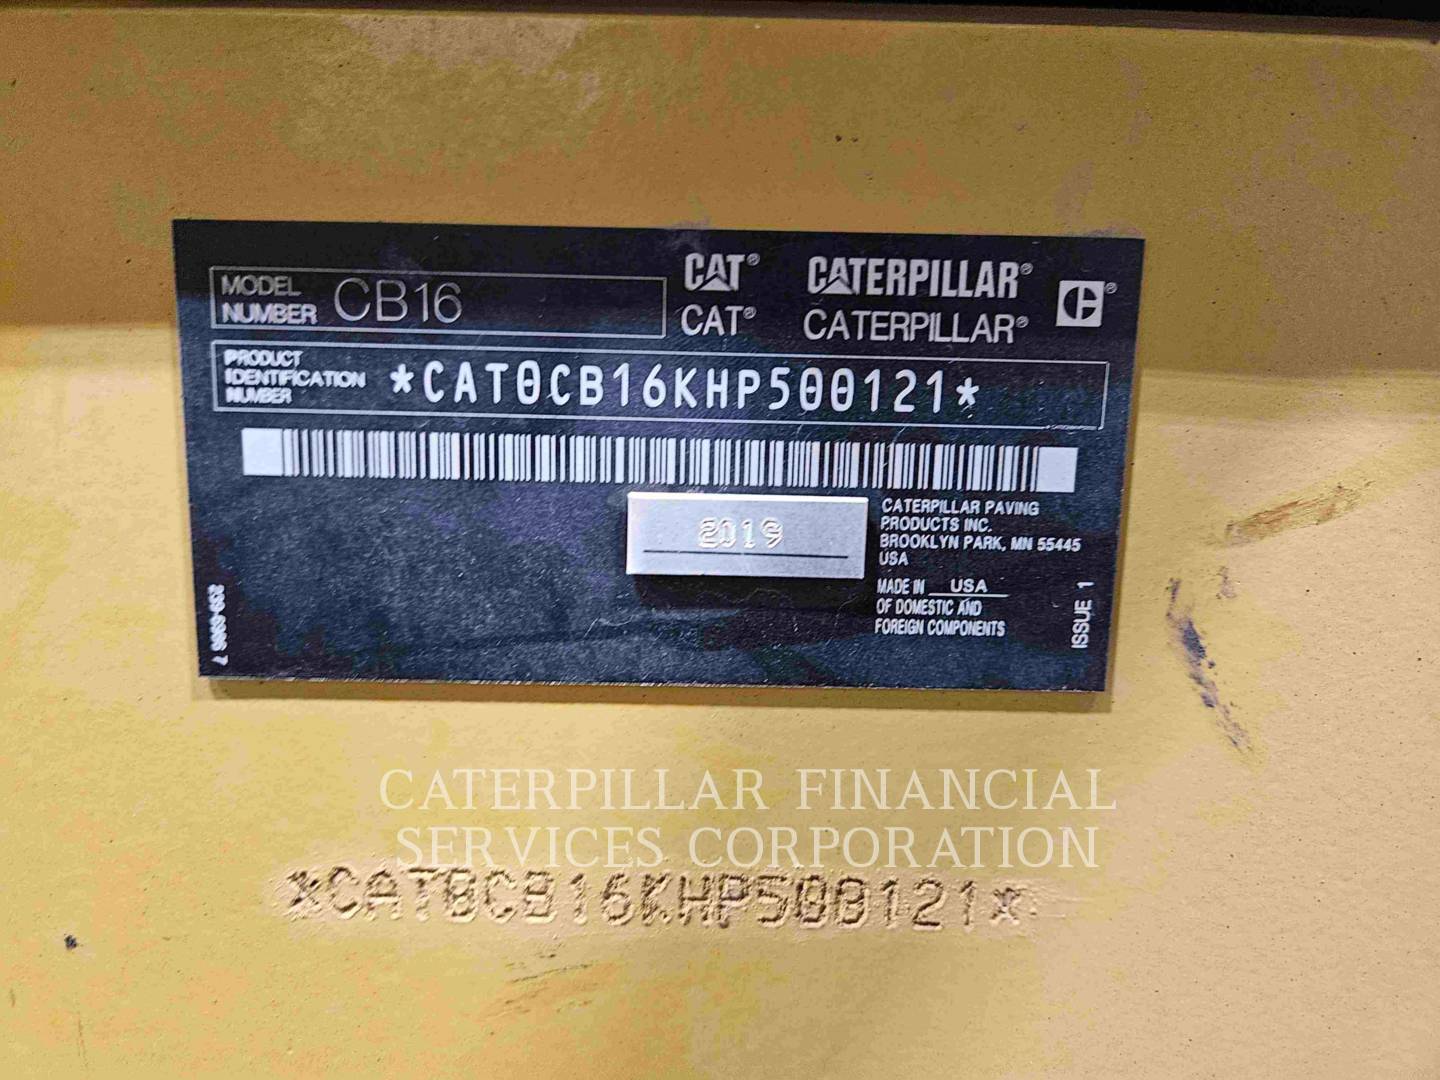 MODEL
NUMBER CB16
CAT® CATERPILLAR®
CAT® CATERPILLAR®
PRODUCT
IDENTIFICATION
NUMBER
*CAT0CB16KHP500121*
2019
CATERPILLAR PAVING
PRODUCTS INC.
BROOKLYN PARK, MN 55445
USA
MADE IN USA
OF DOMESTIC AND
FOREIGN COMPONENTS
ISSUE 1
CATERPILLAR FINANCIAL
SERVICES CORPORATION
*CAT0CB16KHP500121*